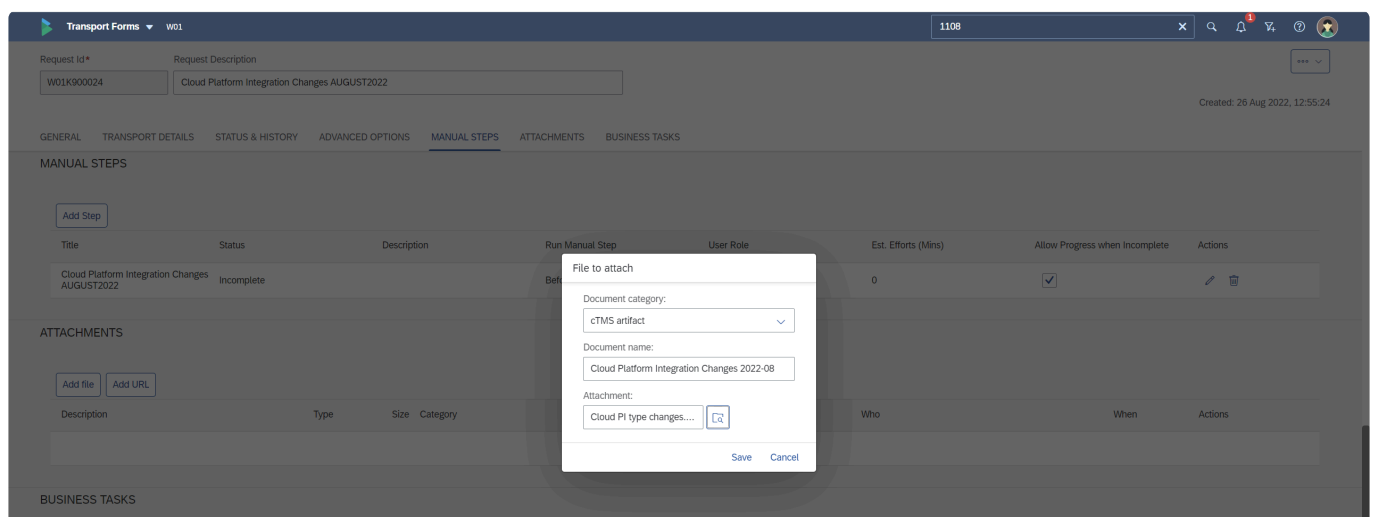 Transport Forms W01 1108 1
Request Id* Request Description
W01K900024 Cloud Platform Integration Changes AUGUST2022
Created: 26 Aug 2022, 12:55:24
GENERAL TRANSPORT DETAILS STATUS & HISTORY ADVANCED OPTIONS MANUAL STEPS ATTACHMENTS BUSINESS TASKS
MANUAL STEPS
Add Step
Title Status Description Run Manual Step User Role Est. Efforts (Mins) Allow Progress when Incomplete Actions
Cloud Platform Integration Changes
AUGUST2022 Incomplete Befo 0
File to attach
Document category:
cTMS artifact
Document name:
Cloud Platform Integration Changes 2022-08
Attachment:
Cloud PI type changes....
Save Cancel
ATTACHMENTS
Add file Add URL
Description Type Size Category Who When Actions
BUSINESS TASKS